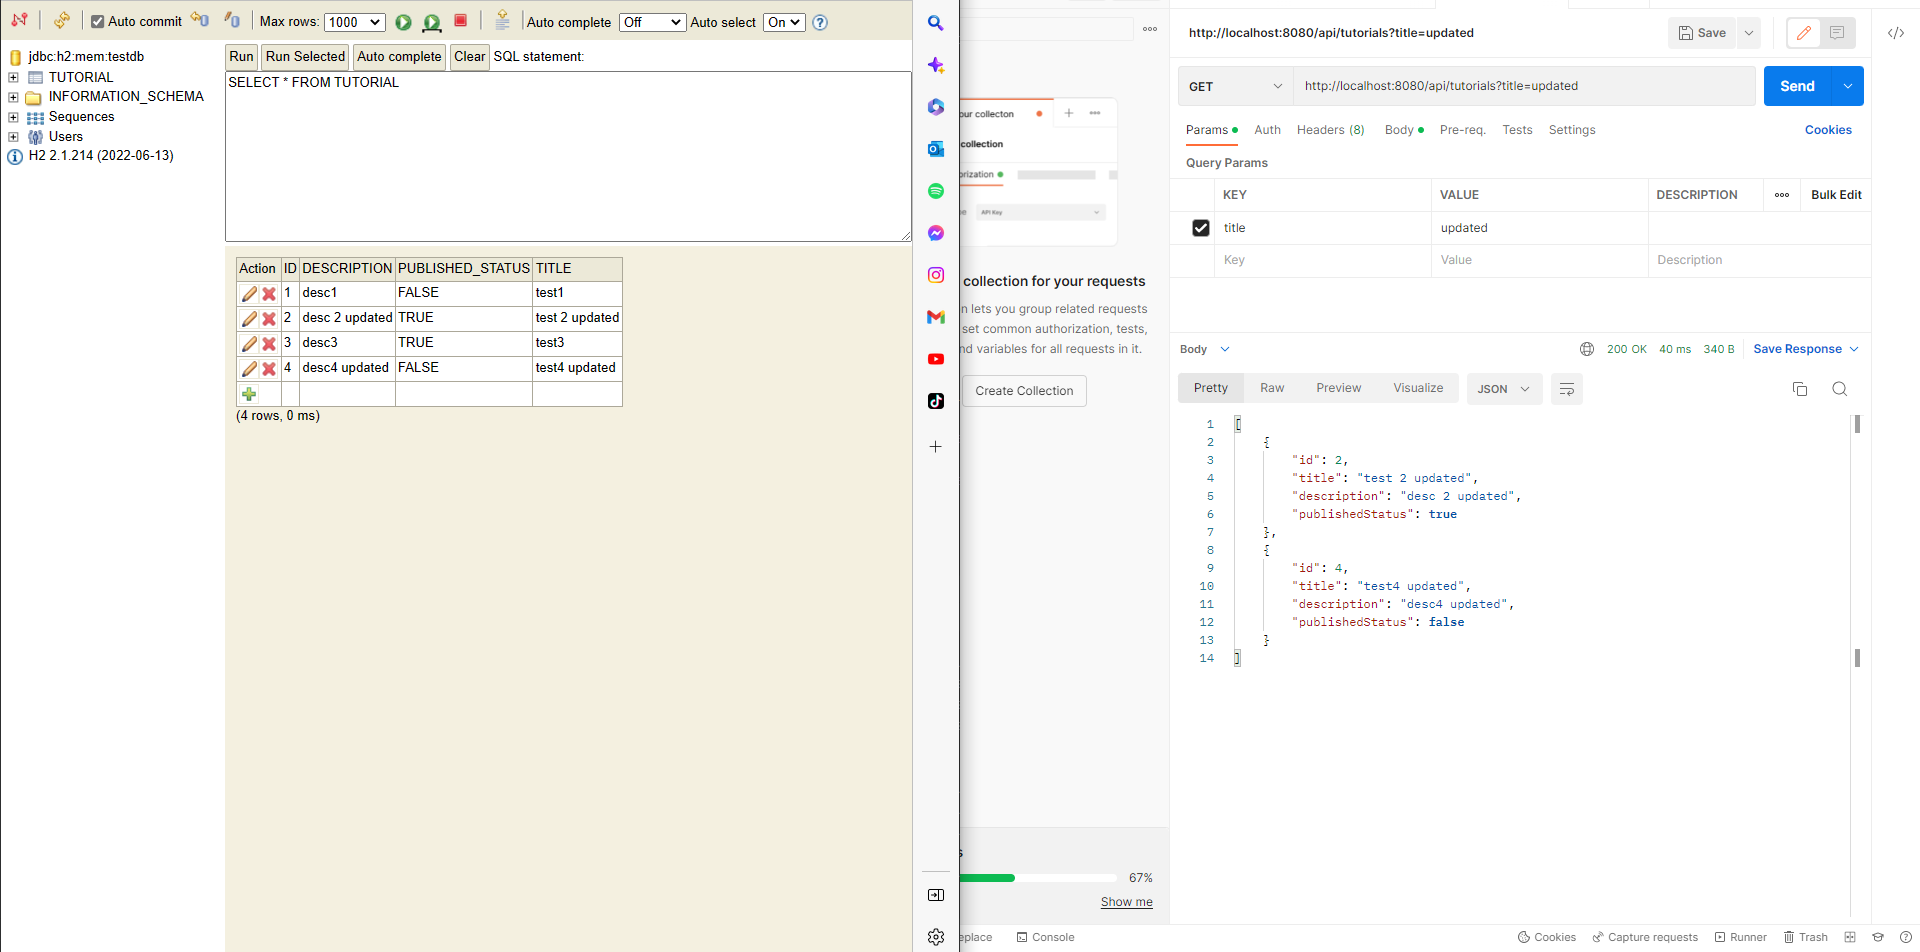 Auto commit
Max rows: 1000
Auto complete Off
Auto select On
jdbc:h2:mem:testdb
TUTORIAL
INFORMATION_SCHEMA
Sequences
Users
H2 2.1.214 (2022-06-13)
Run Run Selected Auto complete Clear SQL statement:
SELECT * FROM TUTORIAL
Action ID DESCRIPTION PUBLISHED_STATUS TITLE
1 desc1 FALSE test1
2 desc 2 updated TRUE test 2 updated
3 desc3 TRUE test3
4 desc4 updated FALSE test4 updated
(4 rows, 0 ms)
our collecton
collection
orization
API Key
collection for your requests
n lets you group related requests
set common authorization, tests,
nd variables for all requests in it.
Create Collection
s
67%
Show me
eplace
Console
http://localhost:8080/api/tutorials?title=updated
Save
GET
http://localhost:8080/api/tutorials?title=updated
Send
Params Auth Headers (8) Body Pre-req. Tests Settings Cookies
Query Params
KEY VALUE DESCRIPTION Bulk Edit
title updated
Key Value Description
Body
200 OK 40 ms 340 B Save Response
Pretty Raw Preview Visualize JSON
1 [
2 {
3 "id": 2,
4 "title": "test 2 updated",
5 "description": "desc 2 updated",
6 "publishedStatus": true
7 },
8 {
9 "id": 4,
10 "title": "test4 updated",
11 "description": "desc4 updated",
12 "publishedStatus": false
13 }
14 ]
Cookies Capture requests Runner Trash